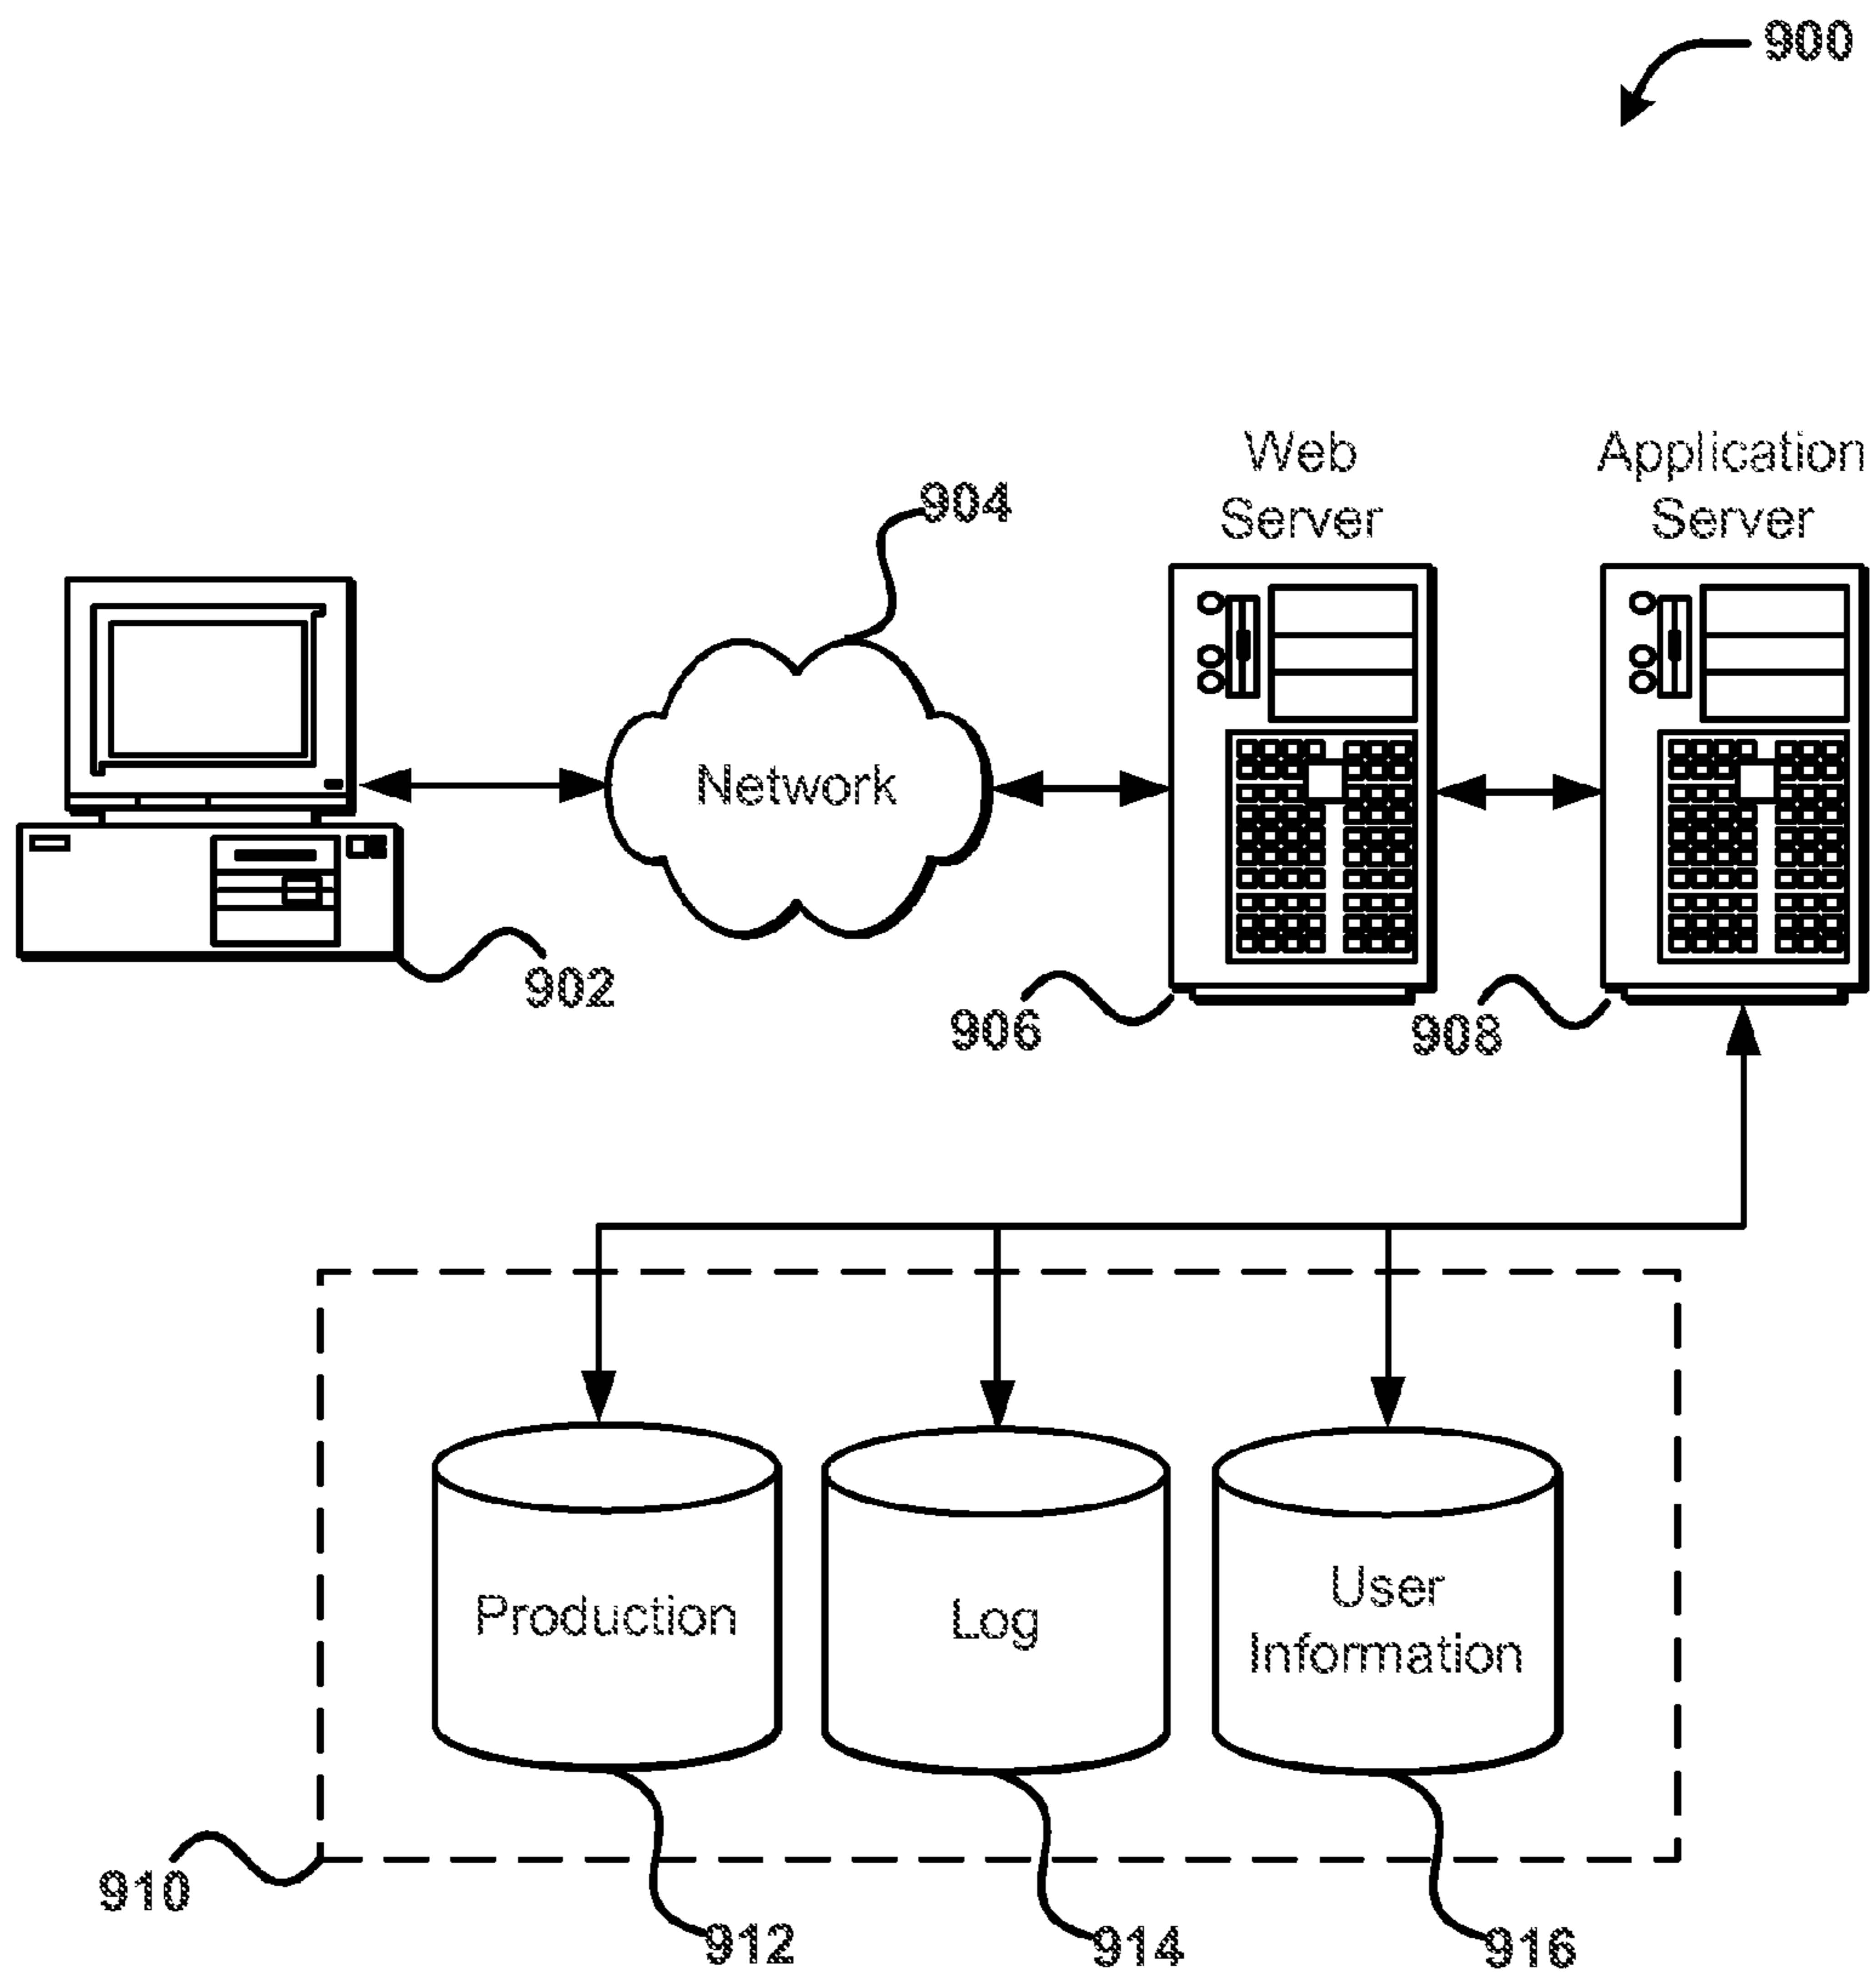 900
Web
Server
Application
Server
904
Network
902
906
908
Production
Log
User
Information
910
912
914
916